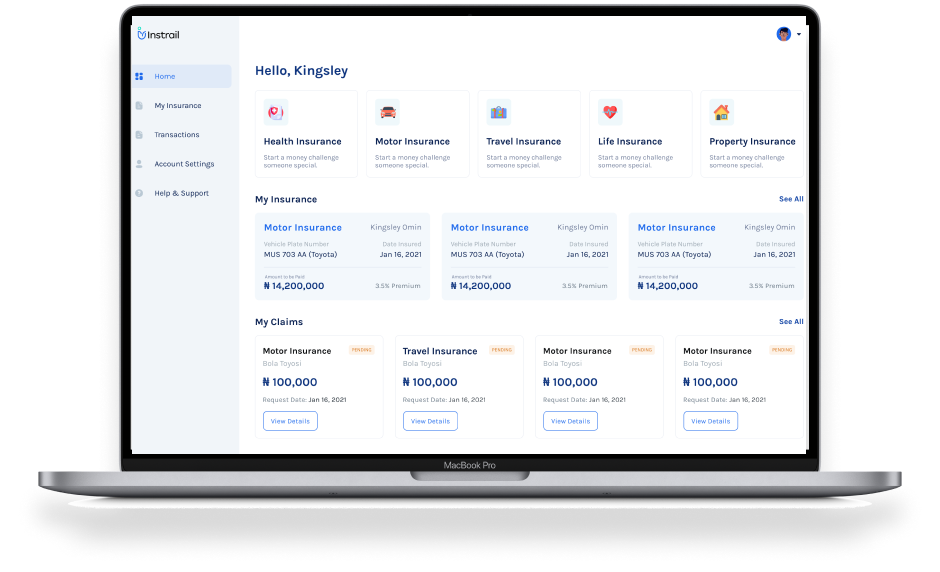 Instrail
Hello, Kingsley
Home
My Insurance
Transactions
Account Settings
Help & Support
Health Insurance
Start a money challenge
someone special.
Motor Insurance
Start a money challenge
someone special.
Travel Insurance
Start a money challenge
someone special.
Life Insurance
Start a money challenge
someone special.
Property Insurance
Start a money challenge
someone special.
My Insurance
See All
Motor Insurance
Kingsley Omin
Vehicle Plate Number
Date Insured
MUS 703 AA (Toyota)
Jan 16, 2021
Amount to be Paid
₦ 14,200,000
3.5% Premium
Motor Insurance
Kingsley Omin
Vehicle Plate Number
Date Insured
MUS 703 AA (Toyota)
Jan 16, 2021
Amount to be Paid
₦ 14,200,000
3.5% Premium
Motor Insurance
Kingsley Omin
Vehicle Plate Number
Date Insured
MUS 703 AA (Toyota)
Jan 16, 2021
Amount to be Paid
₦ 14,200,000
3.5% Premium
My Claims
See All
Motor Insurance
PENDING
Bola Toyosi
₦ 100,000
Request Date: Jan 16, 2021
View Details
Travel Insurance
PENDING
Bola Toyosi
₦ 100,000
Request Date: Jan 16, 2021
View Details
Motor Insurance
PENDING
Bola Toyosi
₦ 100,000
Request Date: Jan 16, 2021
View Details
Motor Insurance
PENDING
Bola Toyosi
₦ 100,000
Request Date: Jan 16, 2021
View Details
MacBook Pro